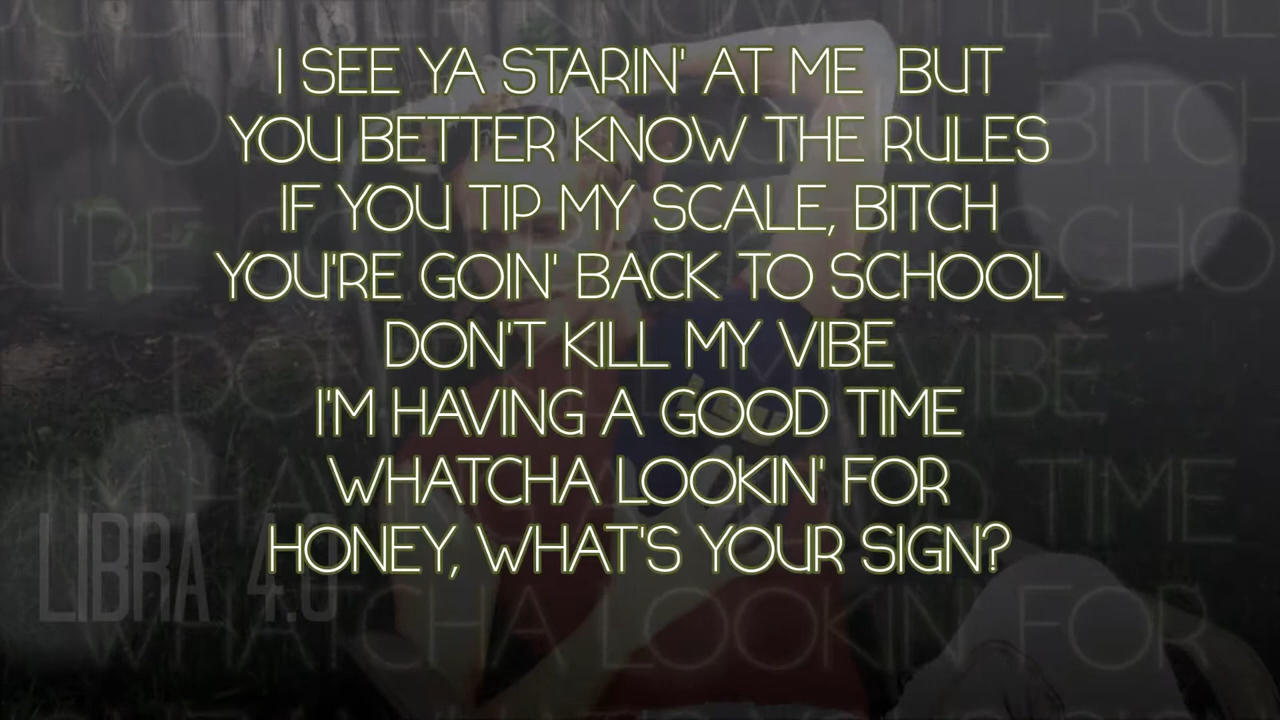 I SEE YA STARIN' AT ME BUT
YOU BETTER KNOW THE RULES
IF YOU TIP MY SCALE, BITCH
YOU'RE GOIN' BACK TO SCHOOL
DON'T KILL MY VIBE
I'M HAVING A GOOD TIME
WHATCHA LOOKIN' FOR
HONEY, WHAT'S YOUR SIGN?
LIBRA 4.0